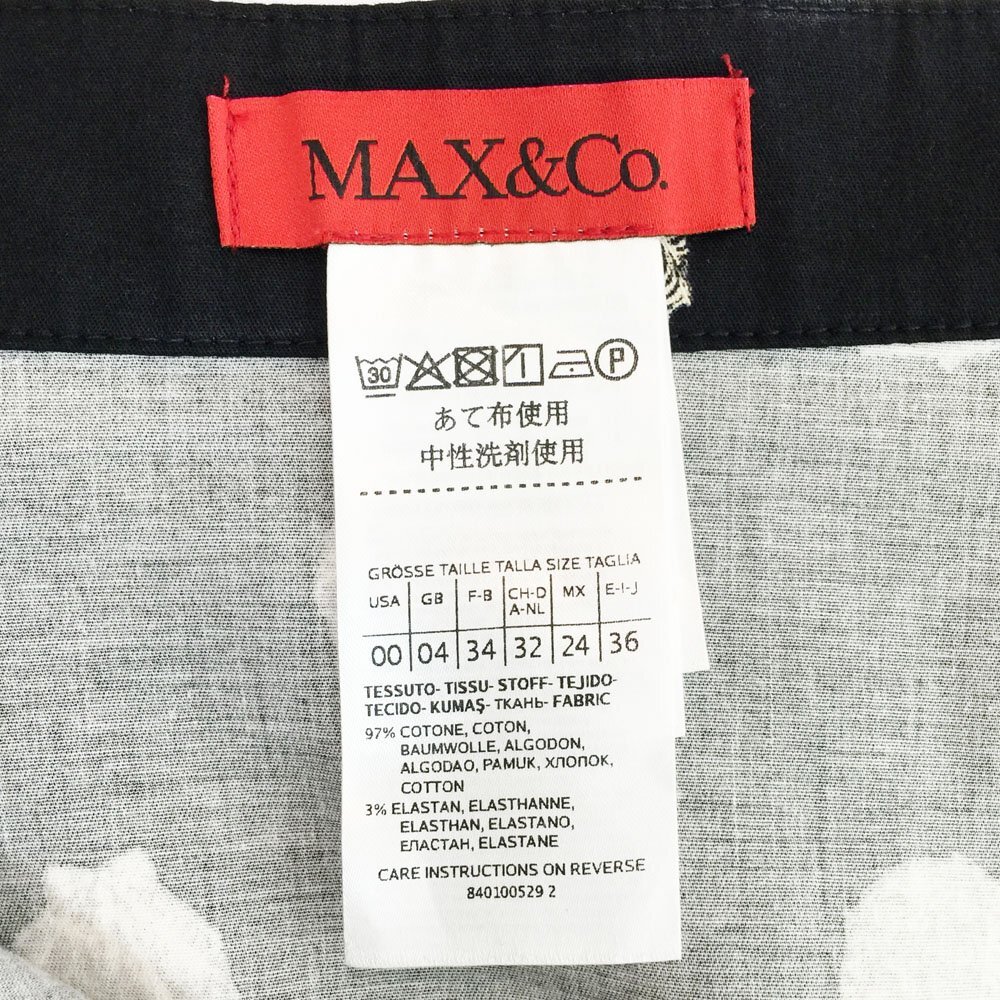 MAX&Co.
30 P
あて布使用
中性洗剤使用
GRÖSSE TAILLE TALLA SIZE TAGLIA
USA GB F-B CH-D A-NL MX E-I-J
00 04 34 32 24 36
TESSUTO- TISSU- STOFF- TEJIDO-
TECIDO- KUMAŞ- ТКАНЬ- FABRIC
97% COTONE, COTON,
BAUMWOLLE, ALGODON,
ALGODAO, PAMUK, ХЛОПОК,
COTTON
3% ELASTAN, ELASTHANNE,
ELASTHAN, ELASTANO,
ЕЛАСТАН, ELASTANE
CARE INSTRUCTIONS ON REVERSE
840100529 2